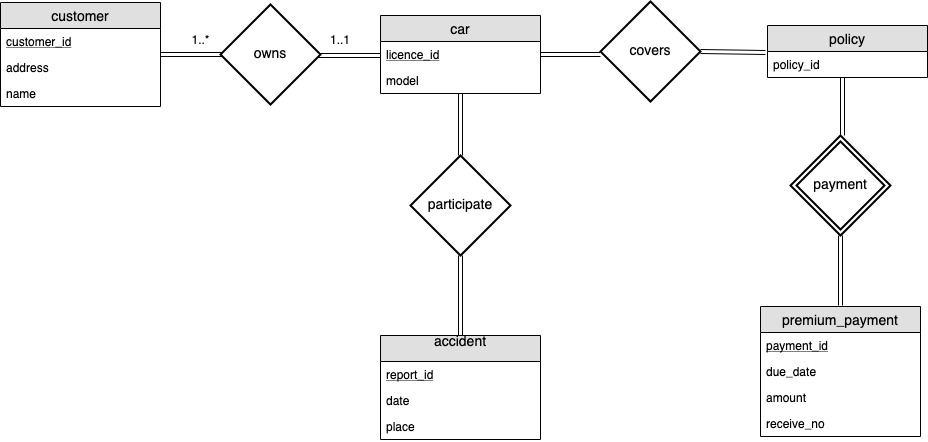 customer
customer_id
address
name
1..*
owns
1..1
car
licence_id
model
covers
policy
policy_id
participate
payment
accident
report_id
date
place
premium_payment
payment_id
due_date
amount
receive_no